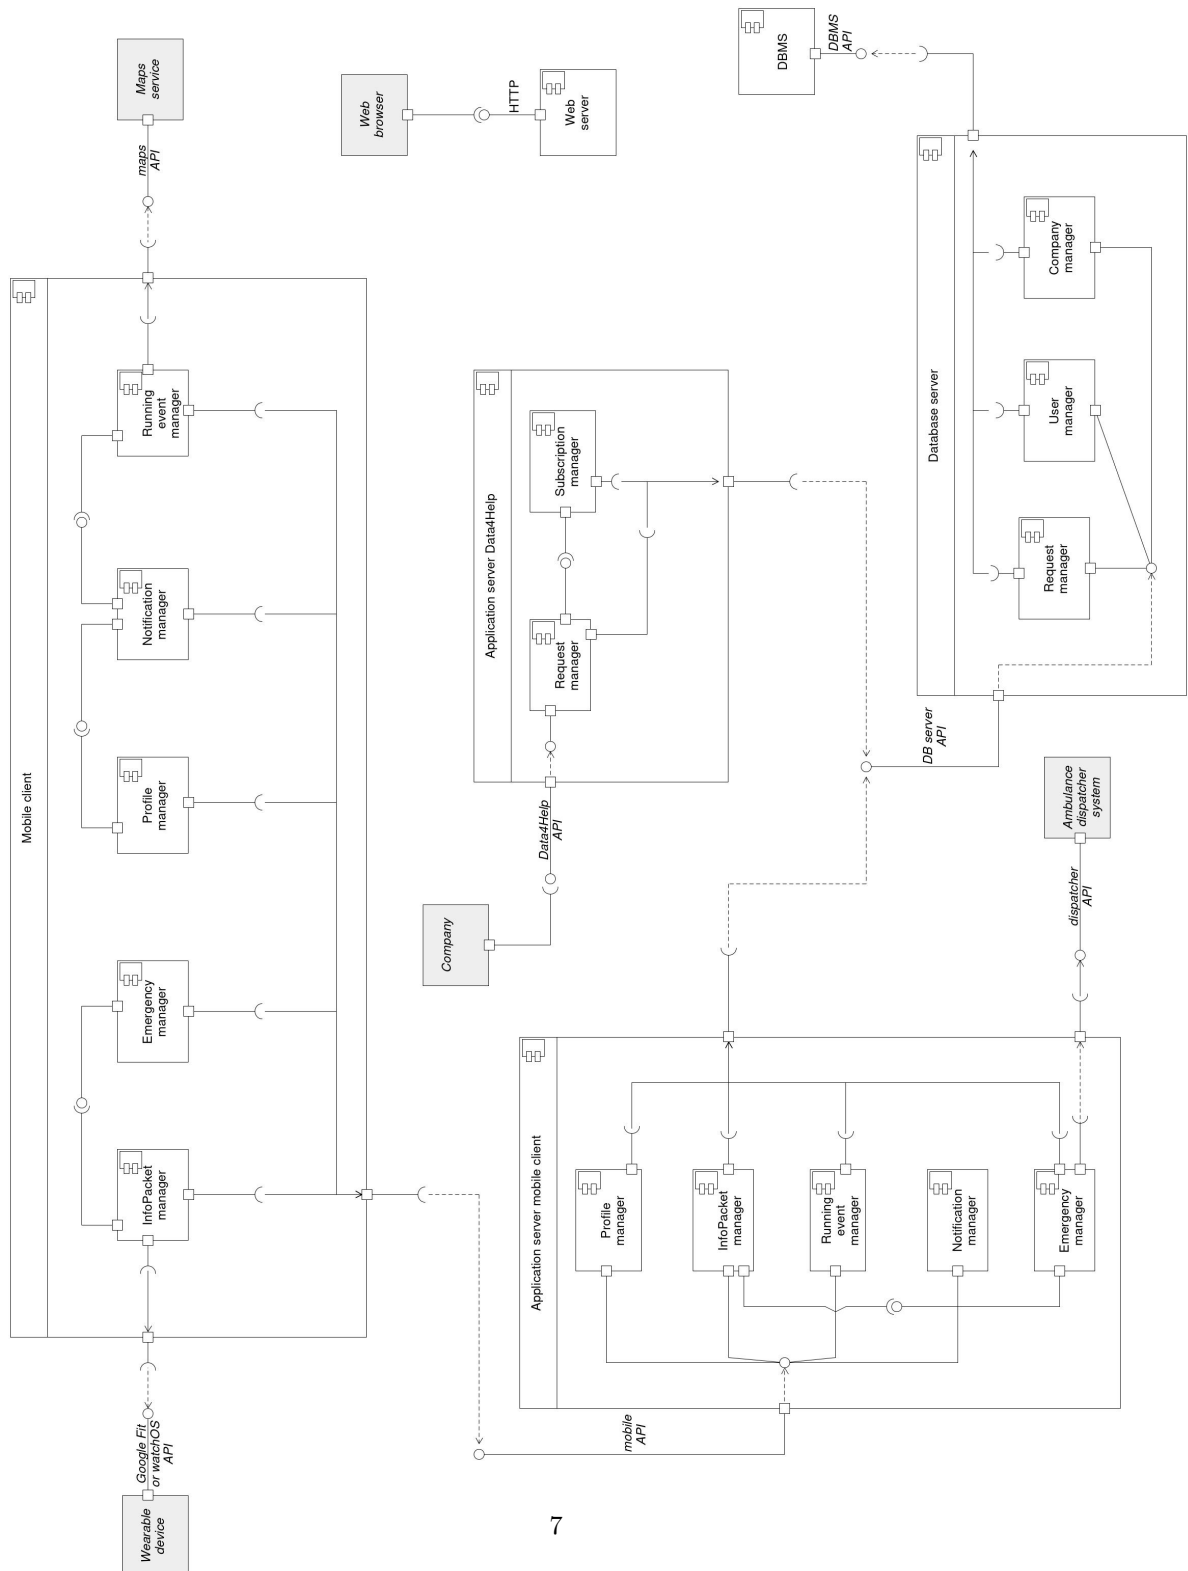 Maps
service
maps
API
Mobile client
Running
event
manager
Notification
manager
Profile
manager
Emergency
manager
InfoPacket
manager
Google Fit
or watchOS
API
Wearable
device
Web
browser
HTTP
Web
server
Application server Data4Help
Subscription
manager
Request
manager
Data4Help
API
Company
DBMS
DBMS
API
Database server
Company
manager
User
manager
Request
manager
DB server
API
Ambulance
dispatcher
system
dispatcher
API
Application server mobile client
Profile
manager
InfoPacket
manager
Running
event
manager
Notification
manager
Emergency
manager
mobile
API
7